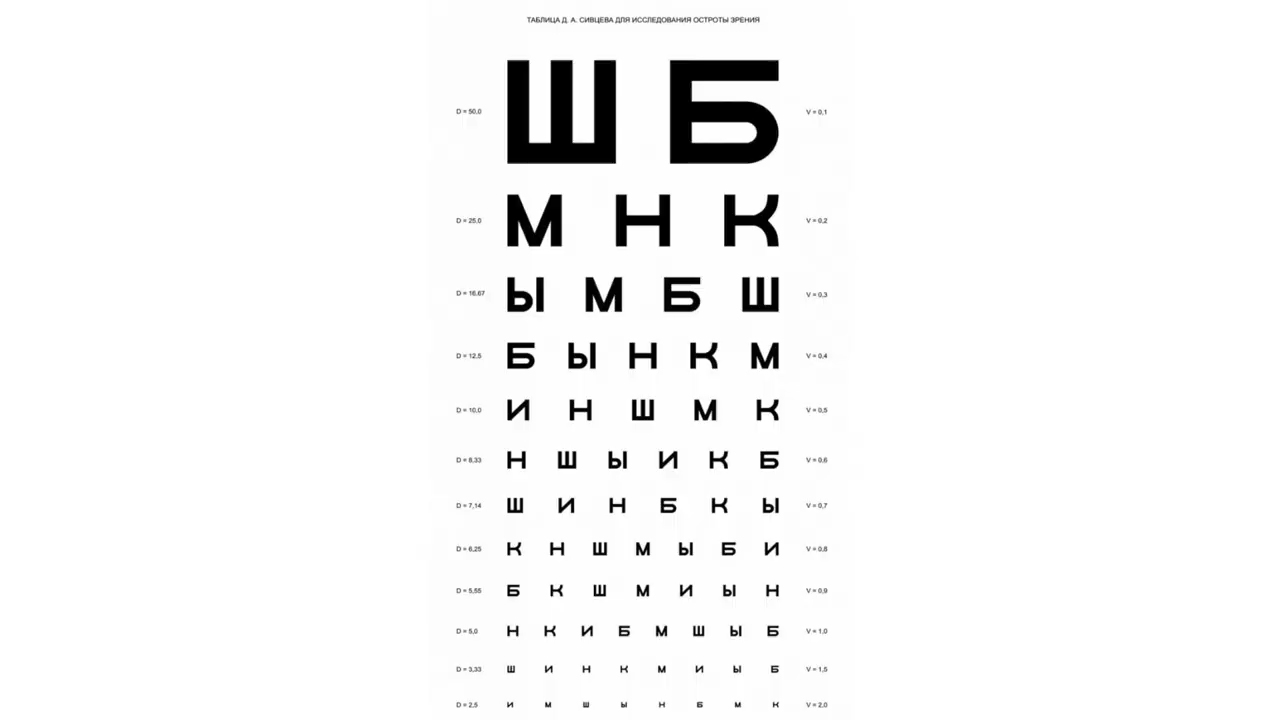 ТАБЛИЦА Д. А. СИВЦЕВА ДЛЯ ИССЛЕДОВАНИЯ ОСТРОТЫ ЗРЕНИЯ
D = 50,0 Ш Б V = 0,1
D = 25,0 М Н К V = 0,2
D = 16,67 Ы М Б Ш V = 0,3
D = 12,5 Б Ы Н К М V = 0,4
D = 10,0 И Н Ш М К V = 0,5
D = 8,33 Н Ш Ы И К Б V = 0,6
D = 7,14 Ш И Н Б К Ы V = 0,7
D = 6,25 К Н Ш М Ы Б И V = 0,8
D = 5,55 Б К Ш М И Ы Н V = 0,9
D = 5,0 Н К И Б М Ш Ы Б V = 1,0
D = 3,33 Ш И Н К М И Ы Б V = 1,5
D = 2,5 И М Ш Ы Н Б М К V = 2,0